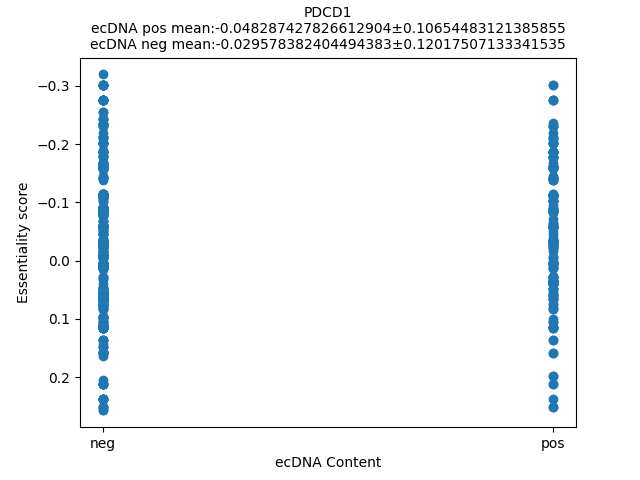 PDCD1
ecDNA pos mean:-0.048287427826612904±0.10654483121385855
ecDNA neg mean:-0.029578382404494383±0.12017507133341535
−0.3
−0.2
−0.1
0.0
0.1
0.2
Essentiality score
neg
pos
ecDNA Content